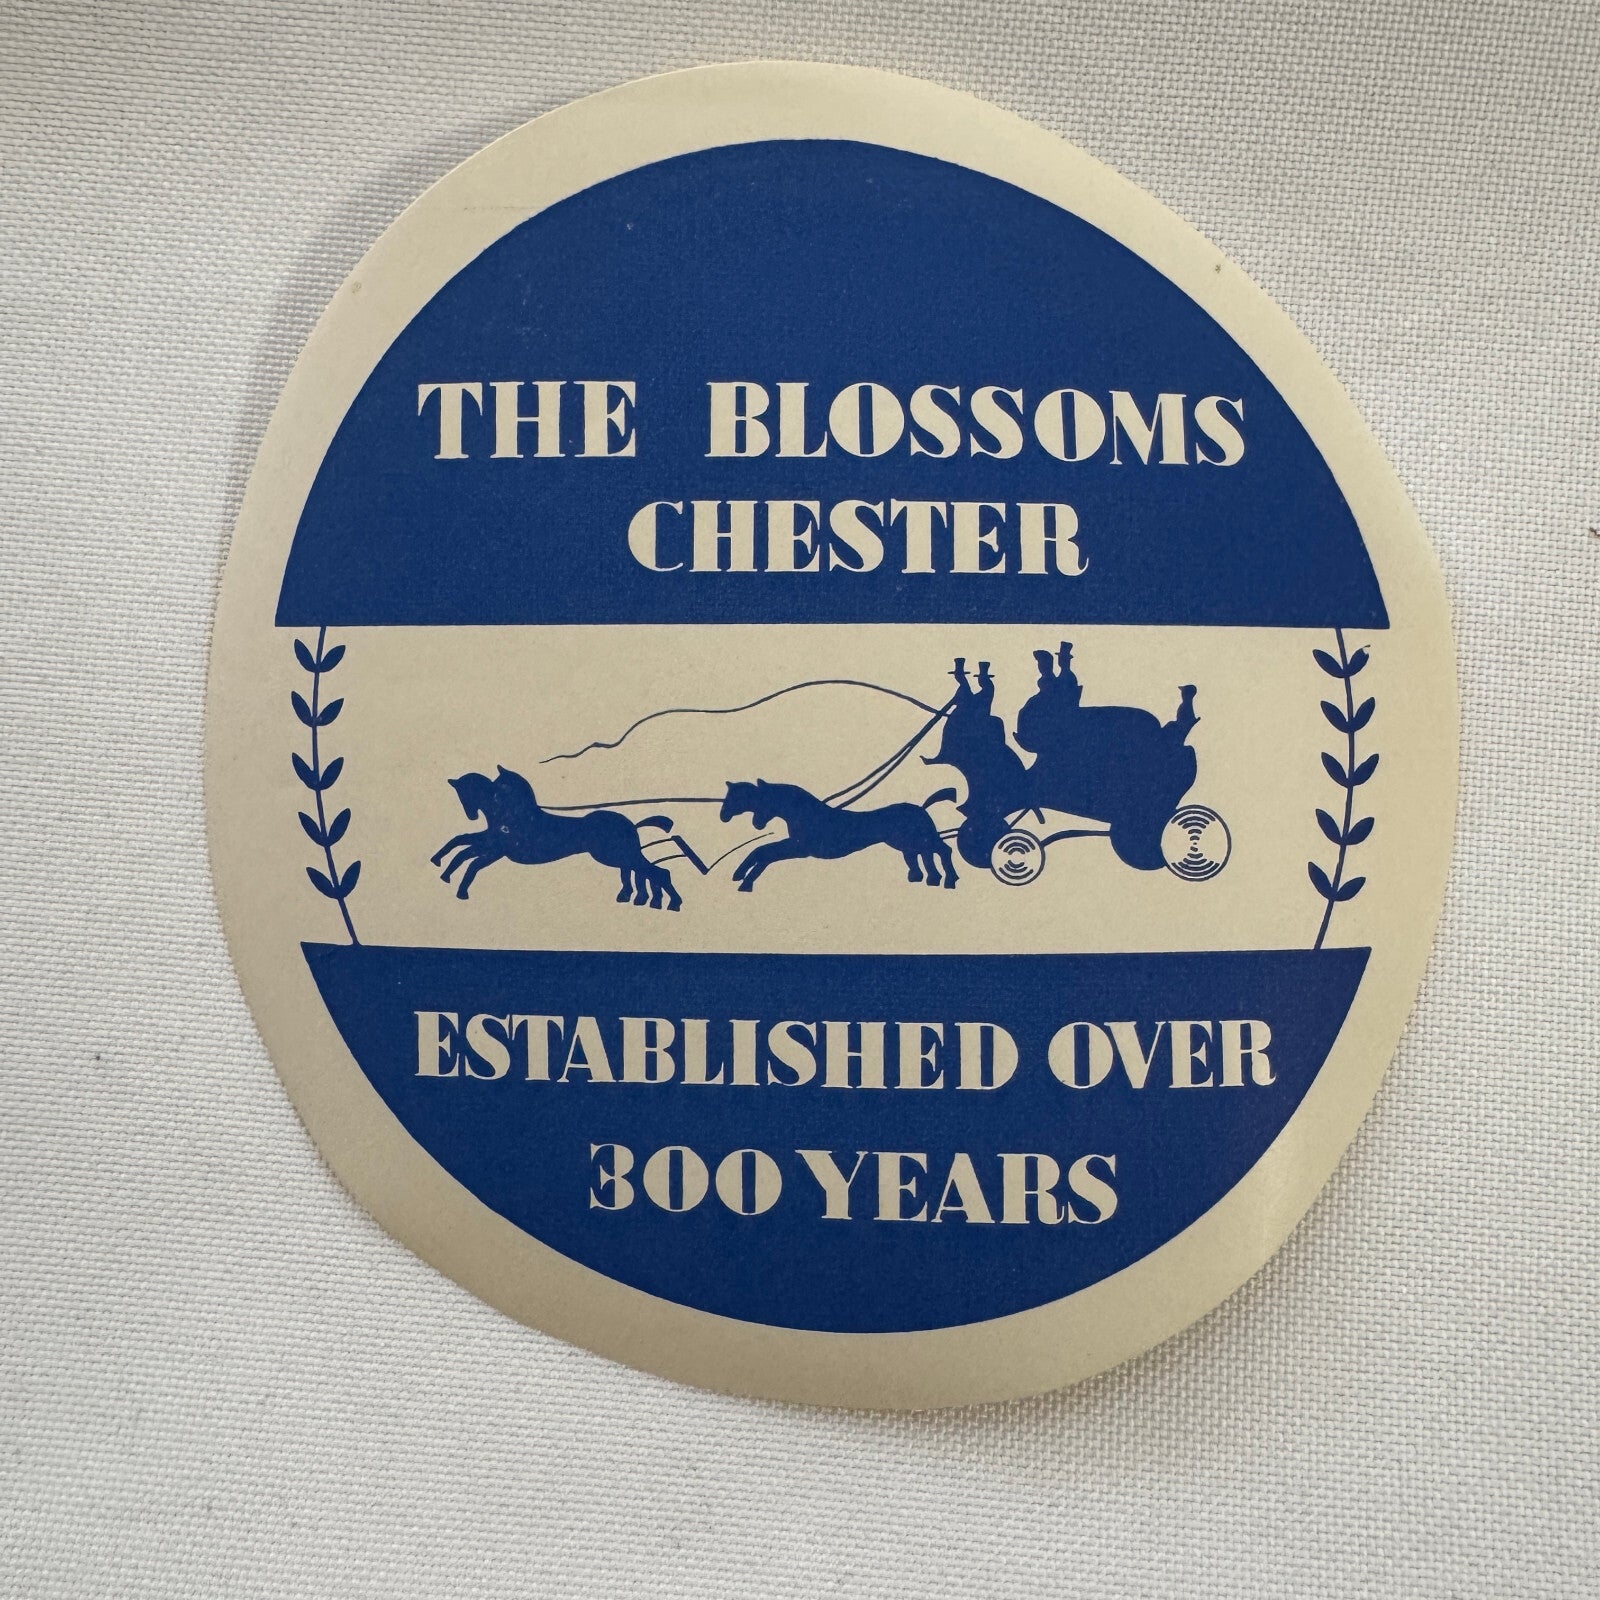 THE BLOSSOMS
CHESTER
ESTABLISHED OVER
300 YEARS